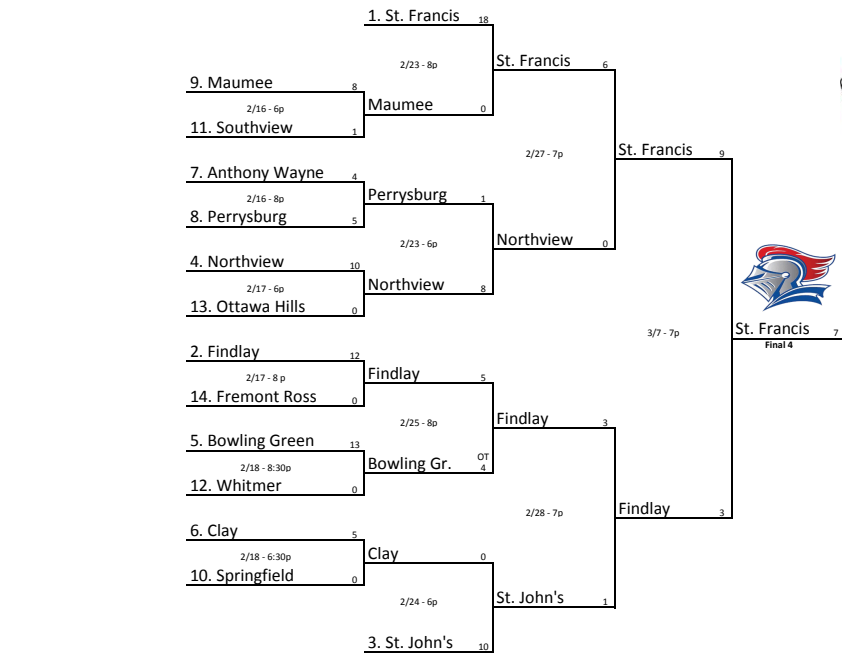 1. St. Francis 18
2/23 - 8p
St. Francis 6
9. Maumee 8
2/16 - 6p
Maumee 0
11. Southview 1
2/27 - 7p
St. Francis 9
7. Anthony Wayne 4
2/16 - 8p
Perrysburg 1
8. Perrysburg 5
2/23 - 6p
Northview 0
4. Northview 10
2/17 - 6p
Northview 8
13. Ottawa Hills 0
3/7 - 7p
St. Francis 7
Final 4
2. Findlay 12
2/17 - 8 p
Findlay 5
14. Fremont Ross 0
2/25 - 8p
Findlay 3
5. Bowling Green 13
2/18 - 8:30p
Bowling Gr. OT 4
12. Whitmer 0
2/28 - 7p
Findlay 3
6. Clay 5
2/18 - 6:30p
Clay 0
10. Springfield 0
2/24 - 6p
St. John's 1
3. St. John's 10